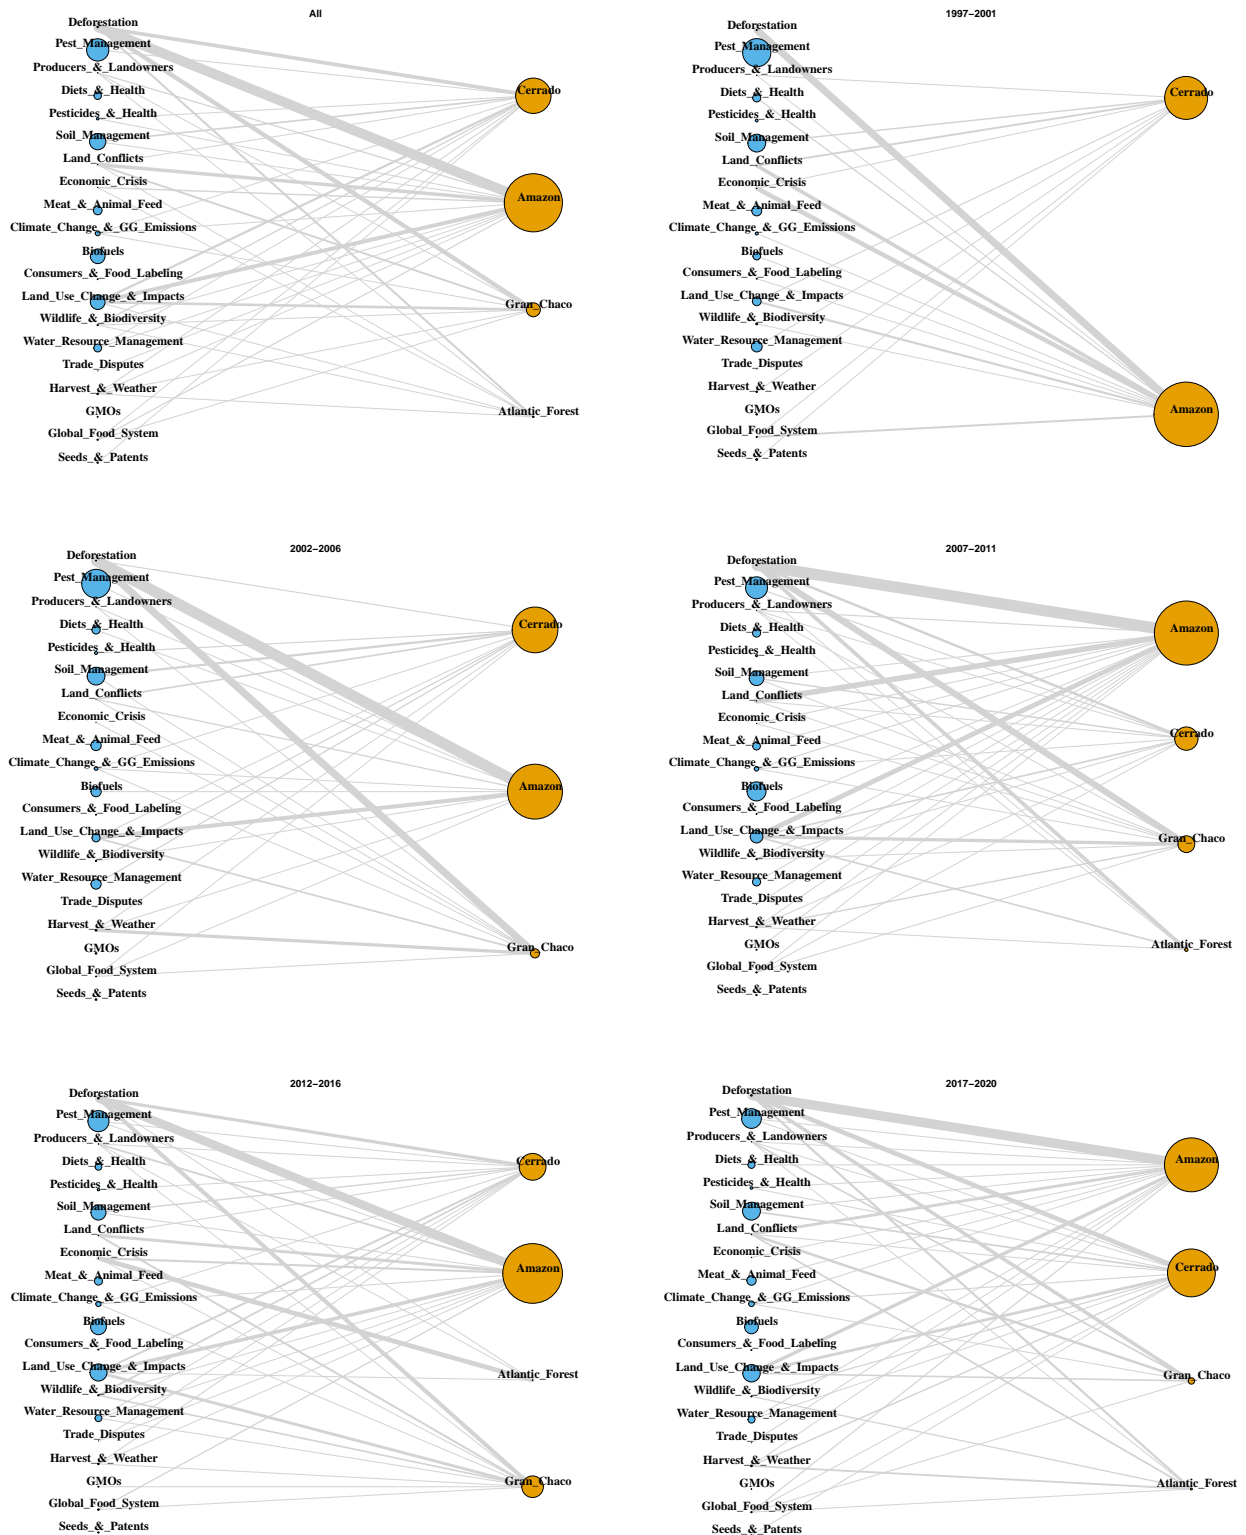 All
Deforestation
Pest_Management
Producers_&_Landowners
Diets_&_Health
Pesticides_&_Health
Soil_Management
Land_Conflicts
Economic_Crisis
Meat_&_Animal_Feed
Climate_Change_&_GG_Emissions
Biofuels
Consumers_&_Food_Labeling
Land_Use_Change_&_Impacts
Wildlife_&_Biodiversity
Water_Resource_Management
Trade_Disputes
Harvest_&_Weather
GMOs
Global_Food_System
Seeds_&_Patents
Cerrado
Amazon
Gran_Chaco
Atlantic_Forest
1997–2001
Deforestation
Pest_Management
Producers_&_Landowners
Diets_&_Health
Pesticides_&_Health
Soil_Management
Land_Conflicts
Economic_Crisis
Meat_&_Animal_Feed
Climate_Change_&_GG_Emissions
Biofuels
Consumers_&_Food_Labeling
Land_Use_Change_&_Impacts
Wildlife_&_Biodiversity
Water_Resource_Management
Trade_Disputes
Harvest_&_Weather
GMOs
Global_Food_System
Seeds_&_Patents
Cerrado
Amazon
2002–2006
Deforestation
Pest_Management
Producers_&_Landowners
Diets_&_Health
Pesticides_&_Health
Soil_Management
Land_Conflicts
Economic_Crisis
Meat_&_Animal_Feed
Climate_Change_&_GG_Emissions
Biofuels
Consumers_&_Food_Labeling
Land_Use_Change_&_Impacts
Wildlife_&_Biodiversity
Water_Resource_Management
Trade_Disputes
Harvest_&_Weather
GMOs
Global_Food_System
Seeds_&_Patents
Cerrado
Amazon
Gran_Chaco
2007–2011
Deforestation
Pest_Management
Producers_&_Landowners
Diets_&_Health
Pesticides_&_Health
Soil_Management
Land_Conflicts
Economic_Crisis
Meat_&_Animal_Feed
Climate_Change_&_GG_Emissions
Biofuels
Consumers_&_Food_Labeling
Land_Use_Change_&_Impacts
Wildlife_&_Biodiversity
Water_Resource_Management
Trade_Disputes
Harvest_&_Weather
GMOs
Global_Food_System
Seeds_&_Patents
Amazon
Cerrado
Gran_Chaco
Atlantic_Forest
2012–2016
Deforestation
Pest_Management
Producers_&_Landowners
Diets_&_Health
Pesticides_&_Health
Soil_Management
Land_Conflicts
Economic_Crisis
Meat_&_Animal_Feed
Climate_Change_&_GG_Emissions
Biofuels
Consumers_&_Food_Labeling
Land_Use_Change_&_Impacts
Wildlife_&_Biodiversity
Water_Resource_Management
Trade_Disputes
Harvest_&_Weather
GMOs
Global_Food_System
Seeds_&_Patents
Cerrado
Amazon
Atlantic_Forest
Gran_Chaco
2017–2020
Deforestation
Pest_Management
Producers_&_Landowners
Diets_&_Health
Pesticides_&_Health
Soil_Management
Land_Conflicts
Economic_Crisis
Meat_&_Animal_Feed
Climate_Change_&_GG_Emissions
Biofuels
Consumers_&_Food_Labeling
Land_Use_Change_&_Impacts
Wildlife_&_Biodiversity
Water_Resource_Management
Trade_Disputes
Harvest_&_Weather
GMOs
Global_Food_System
Seeds_&_Patents
Amazon
Cerrado
Gran_Chaco
Atlantic_Forest